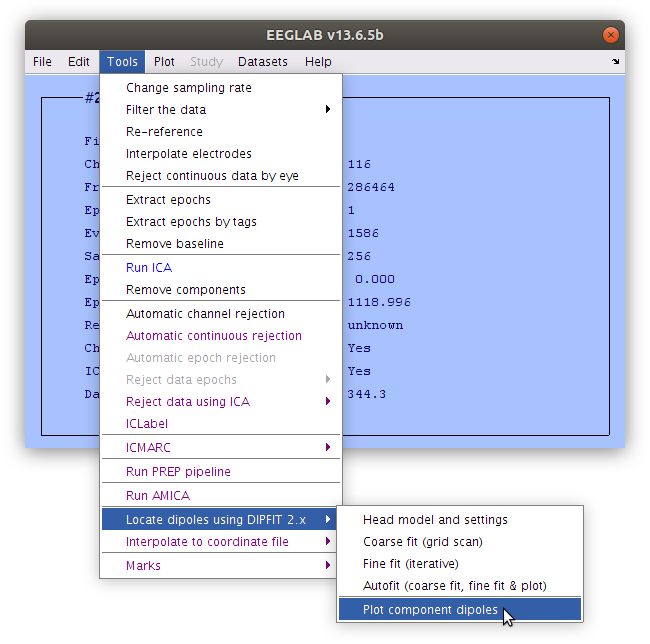 EEGLAB v13.6.5b
File Edit Tools Plot Study Datasets Help
#2
Change sampling rate
Filter the data
Re-reference
Interpolate electrodes
Reject continuous data by eye
Extract epochs
Extract epochs by tags
Remove baseline
Run ICA
Remove components
Automatic channel rejection
Automatic continuous rejection
Automatic epoch rejection
Reject data epochs
Reject data using ICA
ICLabel
ICMARC
Run PREP pipeline
Run AMICA
Locate dipoles using DIPFIT 2.x
Interpolate to coordinate file
Marks
Fi
Ch 116
Fr 286464
Ep 1
Ev 1586
Sa 256
Ep 0.000
Ep 1118.996
Re unknown
Ch Yes
IC Yes
Da 344.3
Head model and settings
Coarse fit (grid scan)
Fine fit (iterative)
Autofit (coarse fit, fine fit & plot)
Plot component dipoles